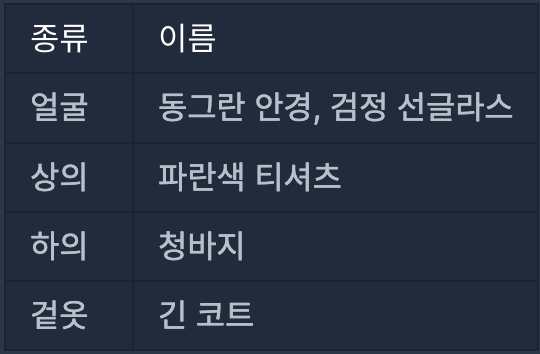 종류 이름
얼굴 동그란 안경, 검정 선글라스
상의 파란색 티셔츠
하의 청바지
겉옷 긴 코트